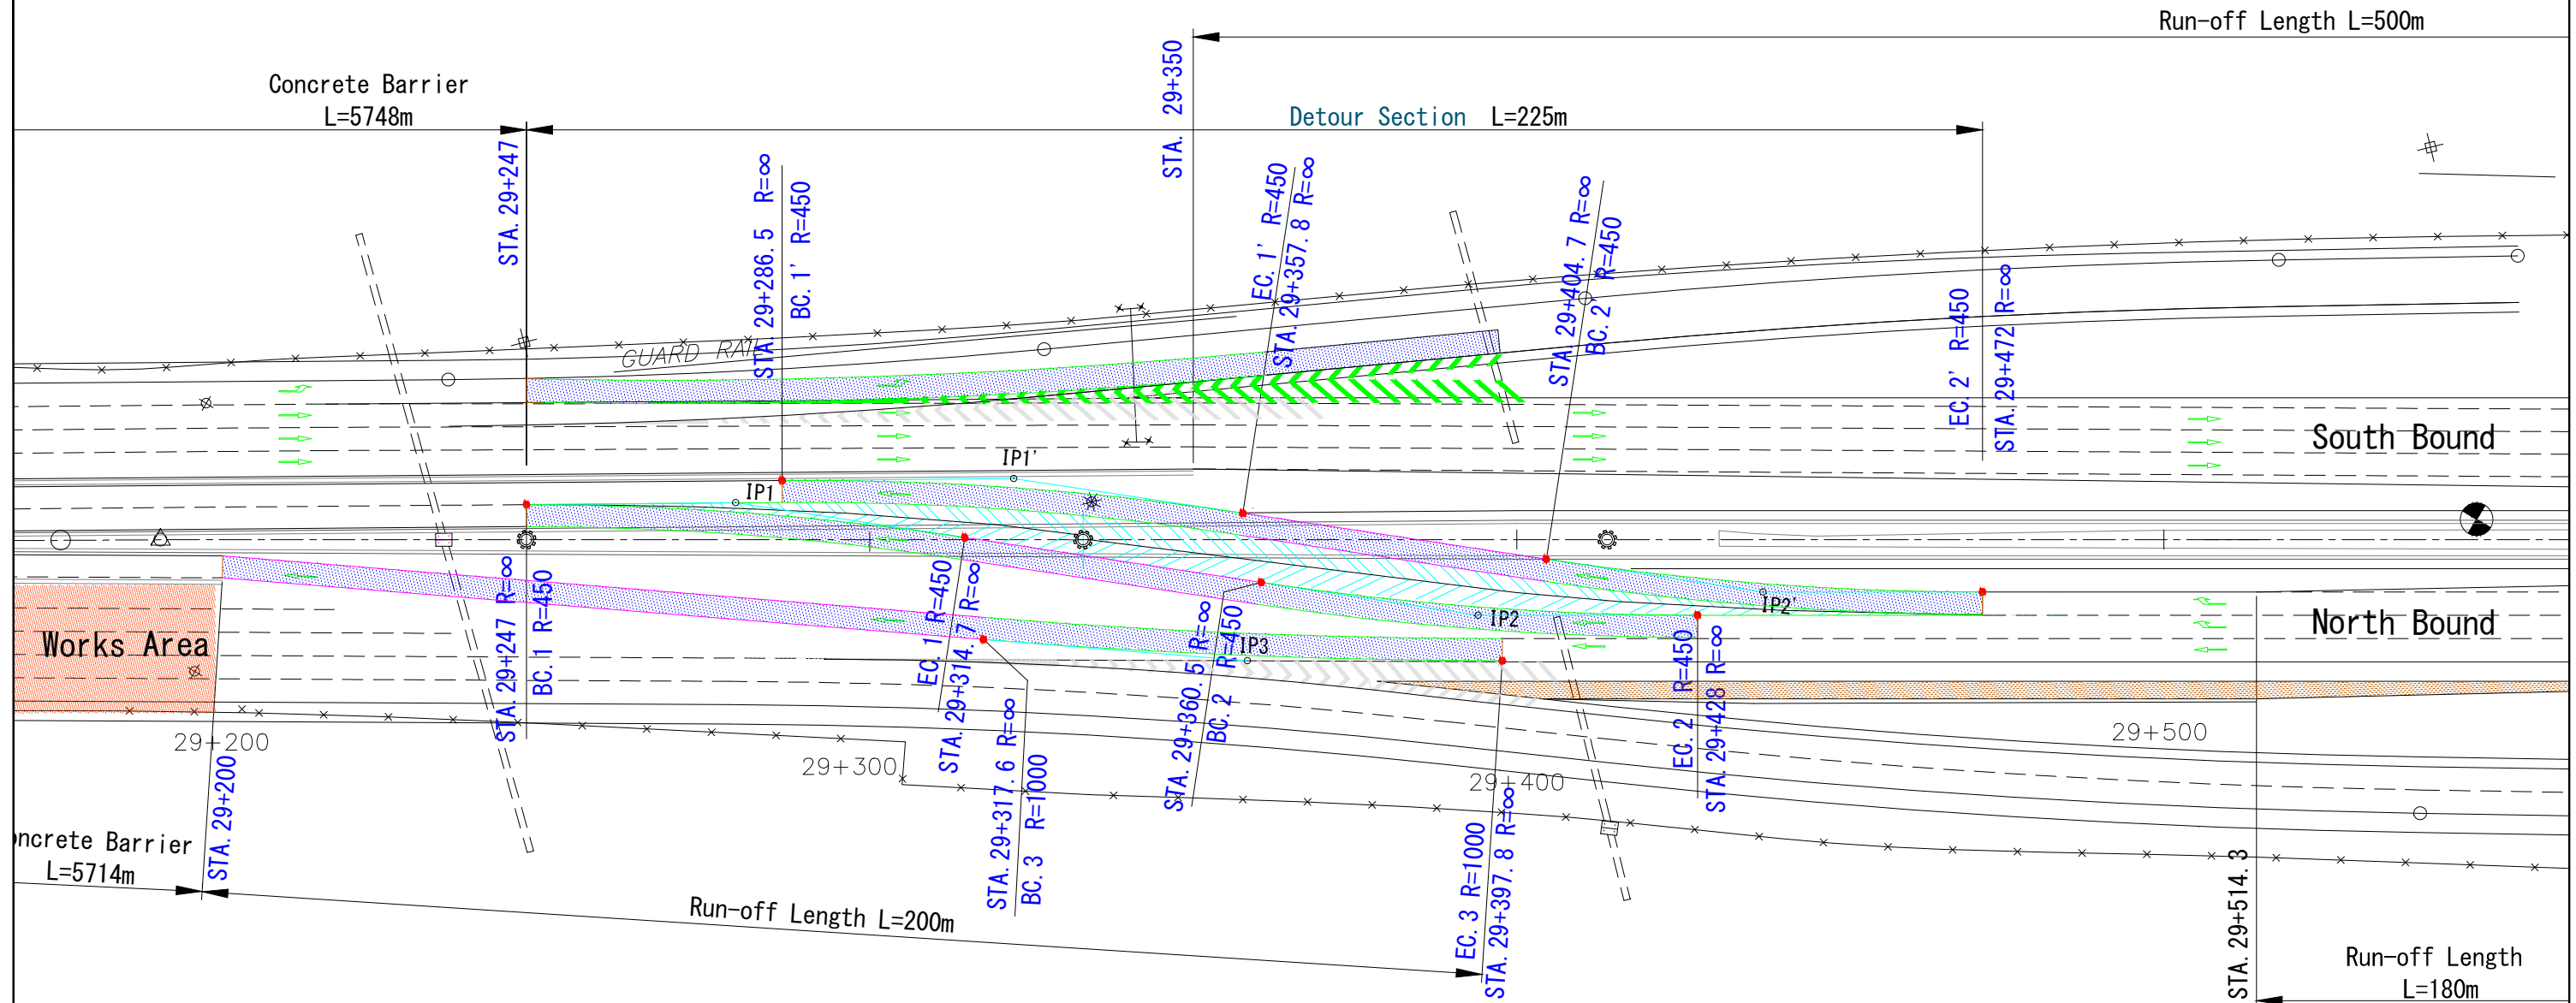 Run-off Length L=500m
Concrete Barrier
L=5748m
Detour Section L=225m
STA. 29+350
STA. 29+247
STA. 29+286.5 R=∞
BC. 1' R=450
EC. 1' R=450
STA. 29+357.8 R=∞
STA. 29+404.7 R=∞
BC. 2' R=450
EC. 2' R=450
STA. 29+472 R=∞
GUARD RAIL
South Bound
IP1'
IP1
IP2'
IP2
IP3
North Bound
Works Area
STA. 29+247 R=∞
BC. 1 R=450
EC. 1 R=450
STA. 29+314.7 R=∞
STA. 29+317.6 R=∞
BC. 3 R=1000
STA. 29+360.5 R=∞
BC. 2 R=450
EC. 2 R=450
STA. 29+428 R=∞
EC. 3 R=1000
STA. 29+397.8 R=∞
29+200
29+300
29+400
29+500
STA. 29+200
STA. 29+514.3
oncrete Barrier
L=5714m
Run-off Length L=200m
Run-off Length
L=180m